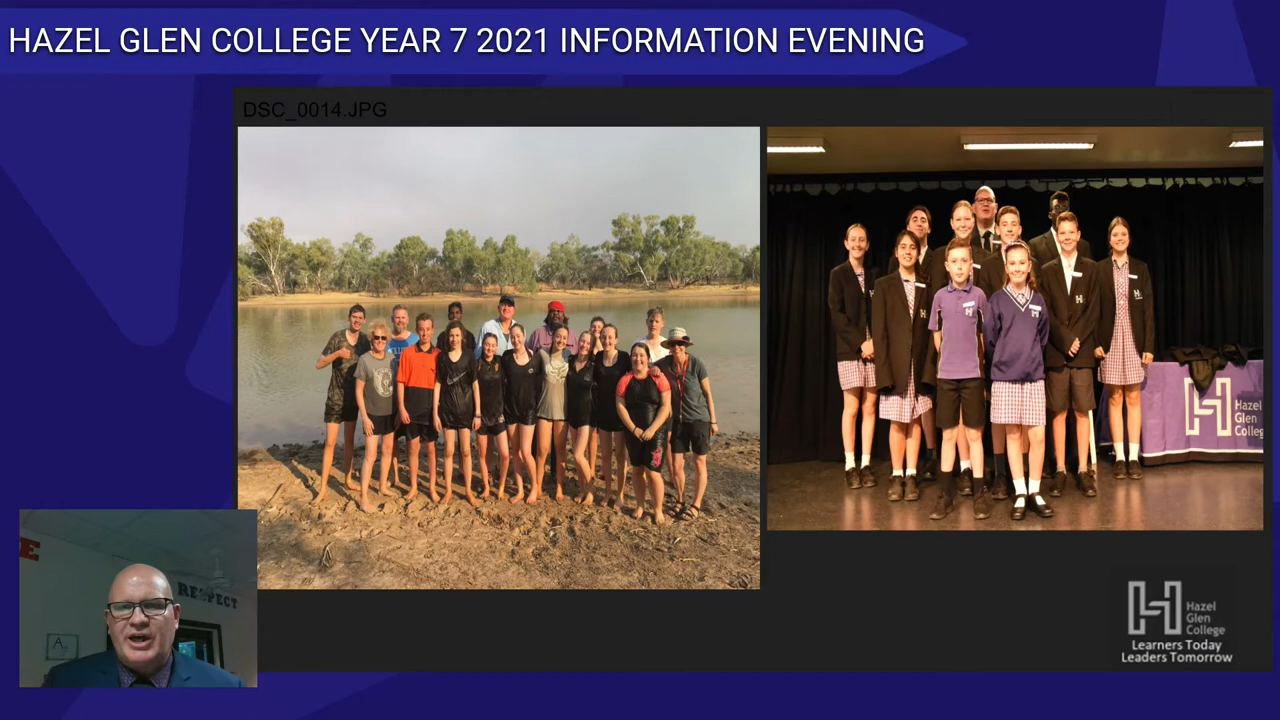 HAZEL GLEN COLLEGE YEAR 7 2021 INFORMATION EVENING
DSC_0014.JPG
Hazel
Glen
College
E
RESPECT
A
Hazel
Glen
College
Learners Today
Leaders Tomorrow